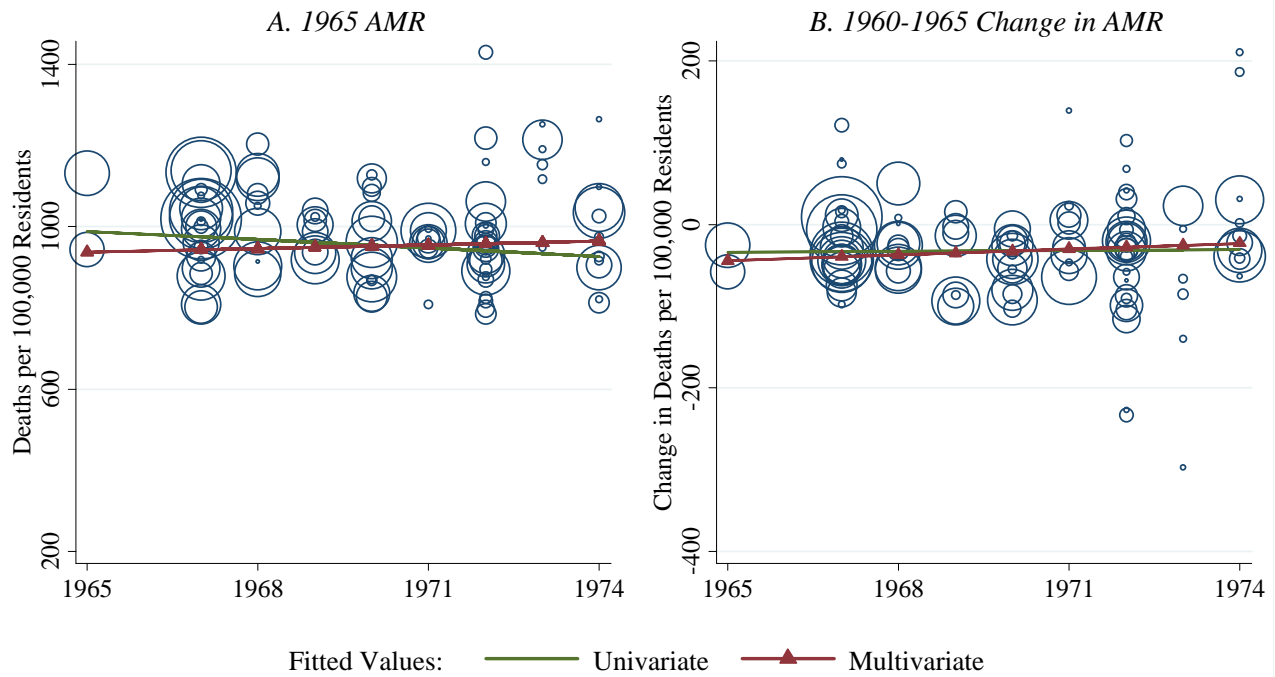 A. 1965 AMR
Deaths per 100,000 Residents
1400
1000
600
200
1965 1968 1971 1974
B. 1960-1965 Change in AMR
Change in Deaths per 100,000 Residents
200
0
-200
-400
1965 1968 1971 1974
Fitted Values: Univariate Multivariate